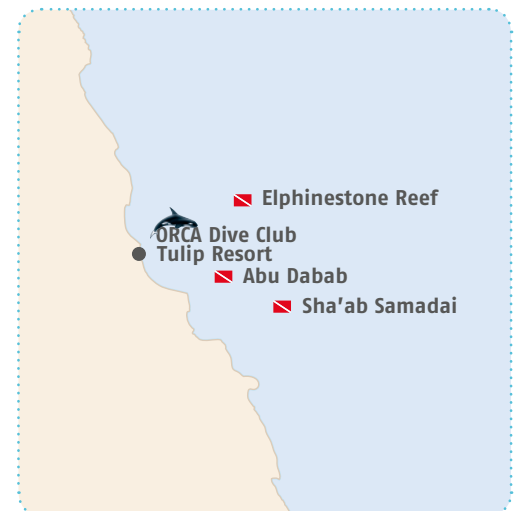 Elphinestone Reef
ORCA Dive Club
Tulip Resort
Abu Dabab
Sha'ab Samadai